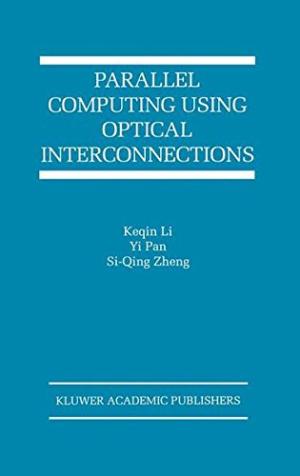 PARALLEL
COMPUTING USING
OPTICAL
INTERCONNECTIONS
Keqin Li
Yi Pan
Si-Qing Zheng
KLUWER ACADEMIC PUBLISHERS